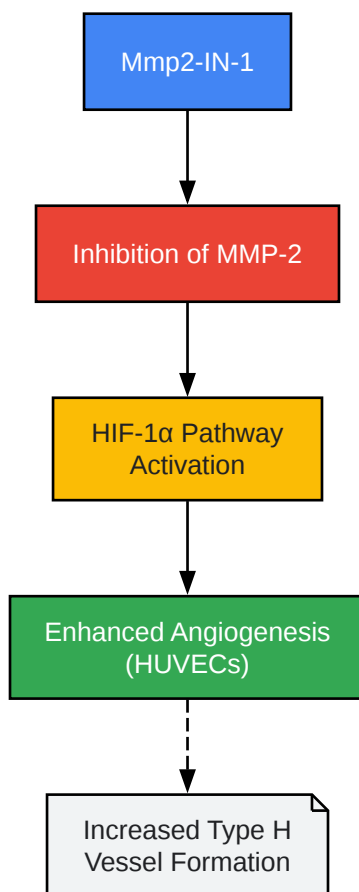 Mmp2-IN-1
Inhibition of MMP-2
HIF-1α Pathway
Activation
Enhanced Angiogenesis
(HUVECs)
Increased Type H
Vessel Formation